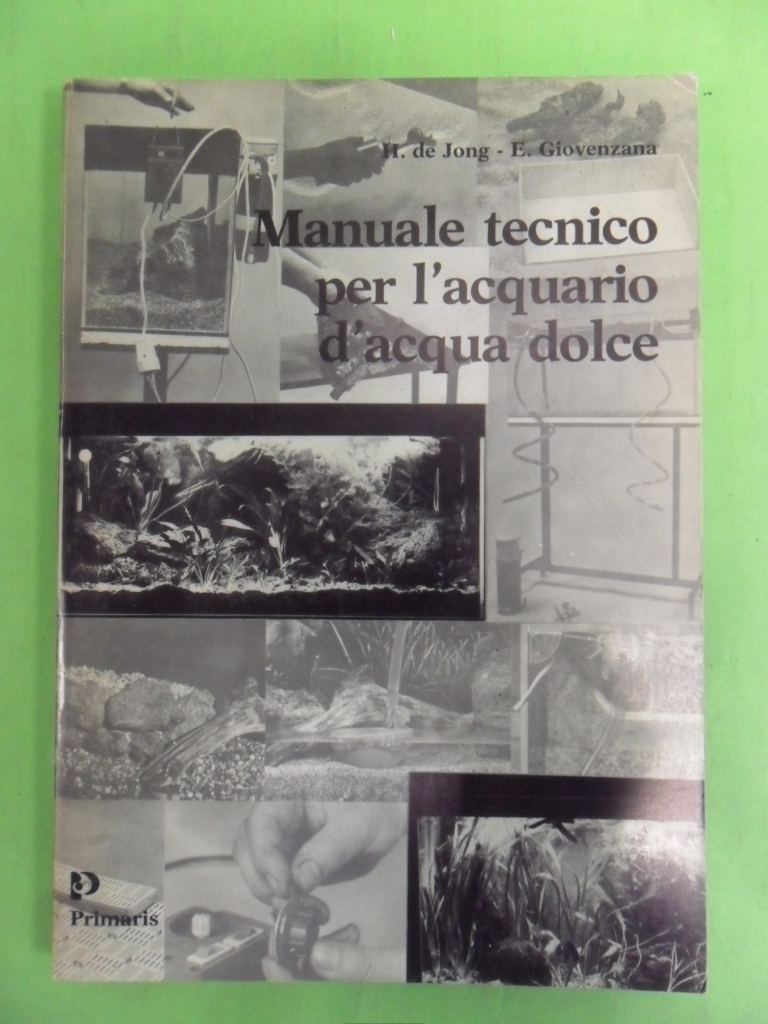 H. de Jong - E. Giovenzana
Manuale tecnico
per l'acquario
d'acqua dolce
Primaris